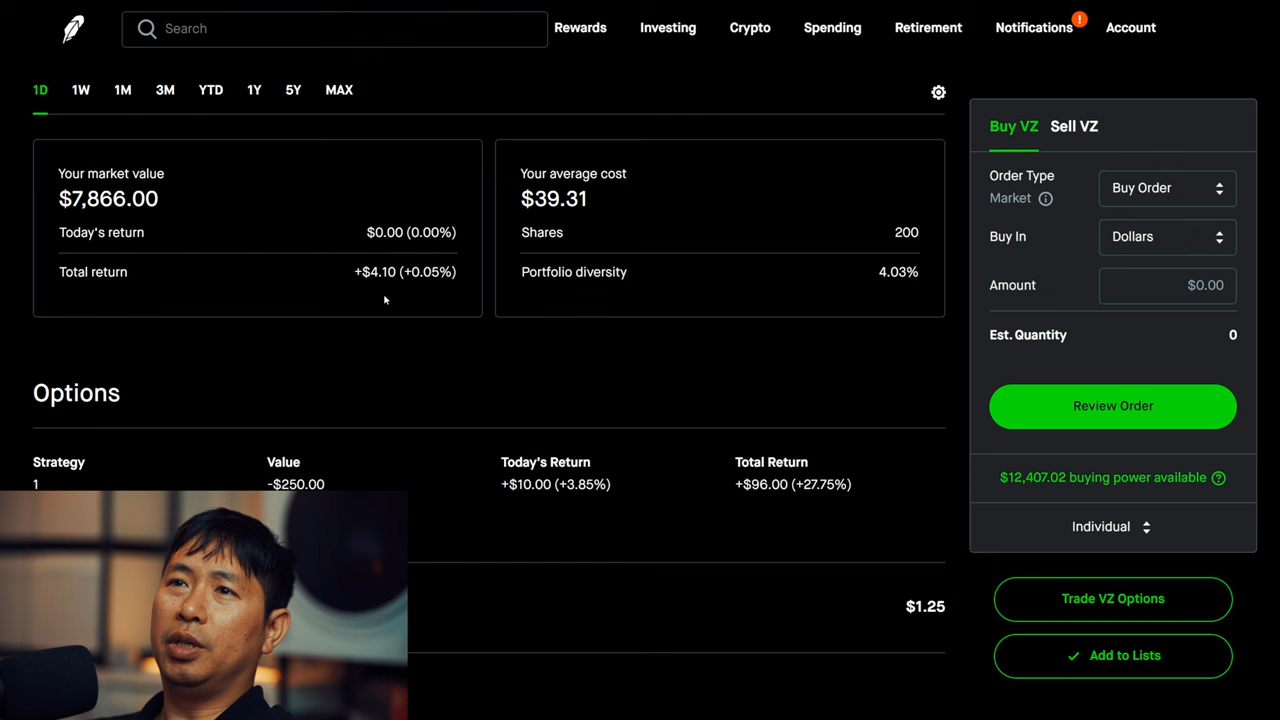 Search
Rewards
Investing
Crypto
Spending
Retirement
Notifications !
Account
1D 1W 1M 3M YTD 1Y 5Y MAX
Your market value
$7,866.00
Today's return $0.00 (0.00%)
Total return +$4.10 (+0.05%)
Your average cost
$39.31
Shares 200
Portfolio diversity 4.03%
Options
Strategy Value Today's Return Total Return
1 -$250.00 +$10.00 (+3.85%) +$96.00 (+27.75%)
$1.25
Buy VZ Sell VZ
Order Type Buy Order
Market
Buy In Dollars
Amount $0.00
Est. Quantity 0
Review Order
$12,407.02 buying power available
Individual
Trade VZ Options
Add to Lists